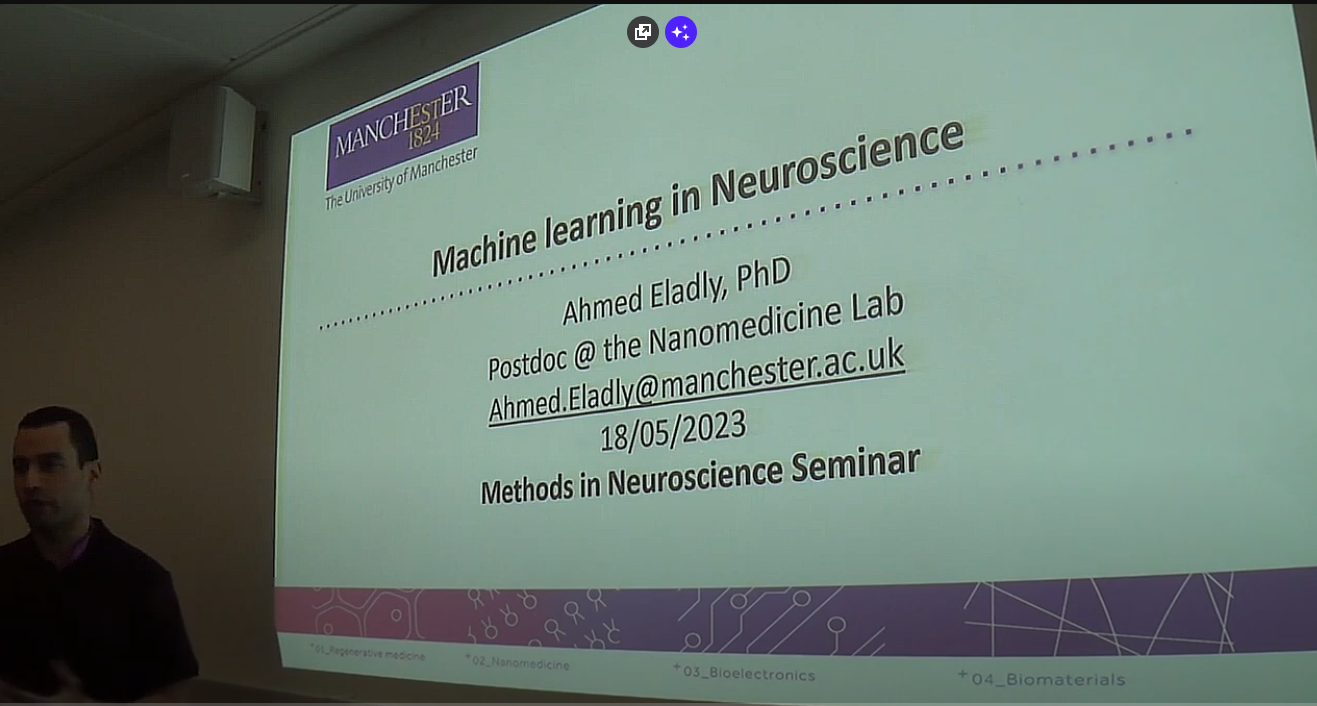 MANCHESTER
1824
The University of Manchester
Machine learning in Neuroscience
Ahmed Eladly, PhD
Postdoc @ the Nanomedicine Lab
Ahmed.Eladly@manchester.ac.uk
18/05/2023
Methods in Neuroscience Seminar
+01_Regenerative medicine
+02_Nanomedicine
+03_Bioelectronics
+04_Biomaterials